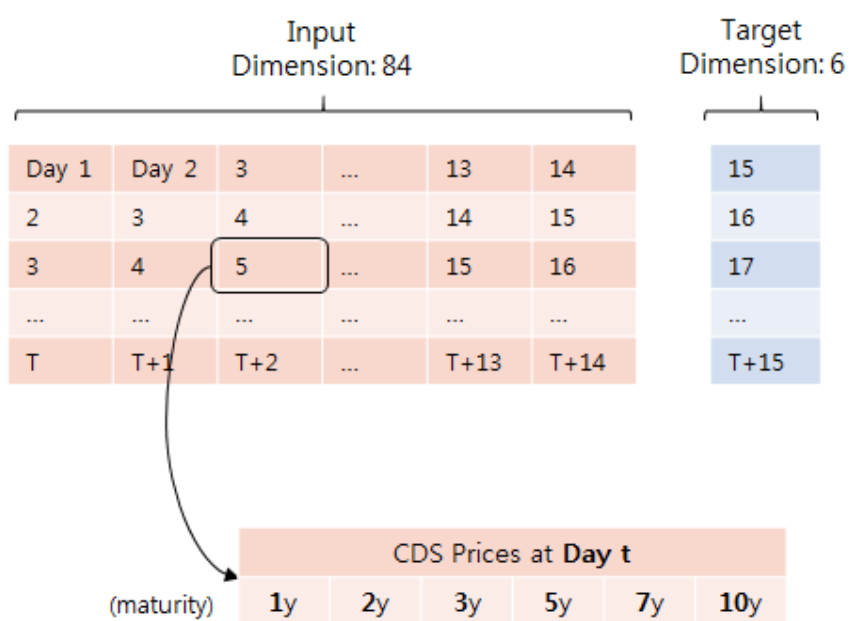 Input
Dimension: 84
Target
Dimension: 6
Day 1 Day 2 3 ... 13 14 15
2 3 4 ... 14 15 16
3 4 5 ... 15 16 17
... ... ... ... ... ... ...
T T+1 T+2 ... T+13 T+14 T+15
CDS Prices at Day t
(maturity) 1y 2y 3y 5y 7y 10y